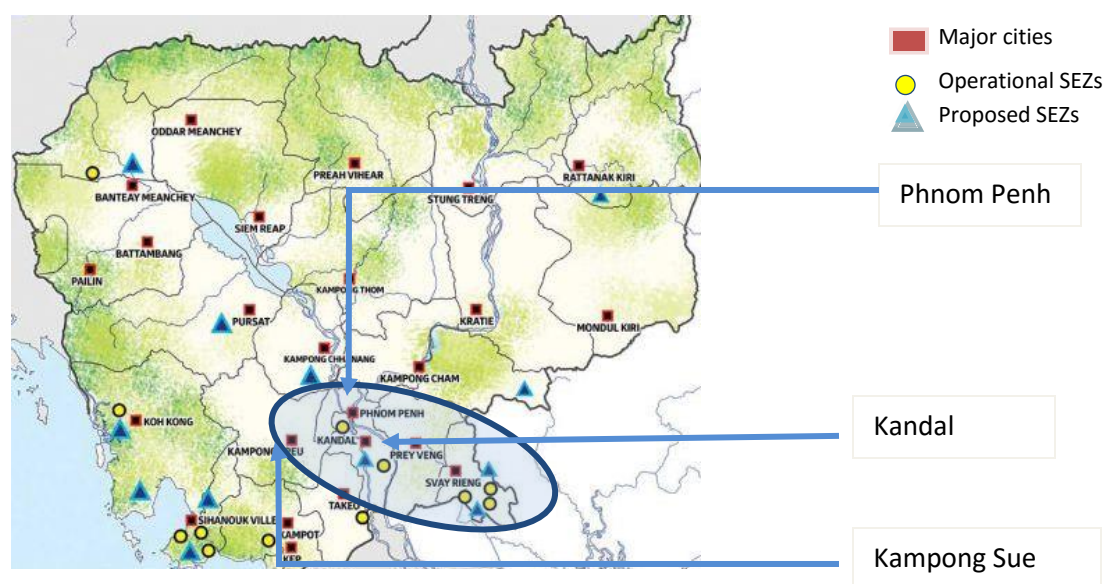 Major cities
Operational SEZs
Proposed SEZs
ODDAR MEANCHEY
PREAH VIHEAR
RATTANAK KIRI
BANTEAY MEANCHEY
STUNG TRENG
Phnom Penh
SIEM REAP
BATTAMBANG
PAILIN
KAMPONG THOM
PURSAT
KRATIE
MONDUL KIRI
KAMPONG CHHNANG
KAMPONG CHAM
PHNOM PENH
KOH KONG
KANDAL
Kandal
KAMPONG
PREY VENG
SVAY RIENG
TAKEO
SIHANOUK VILLE
KAMPOT
KEP
Kampong Sue